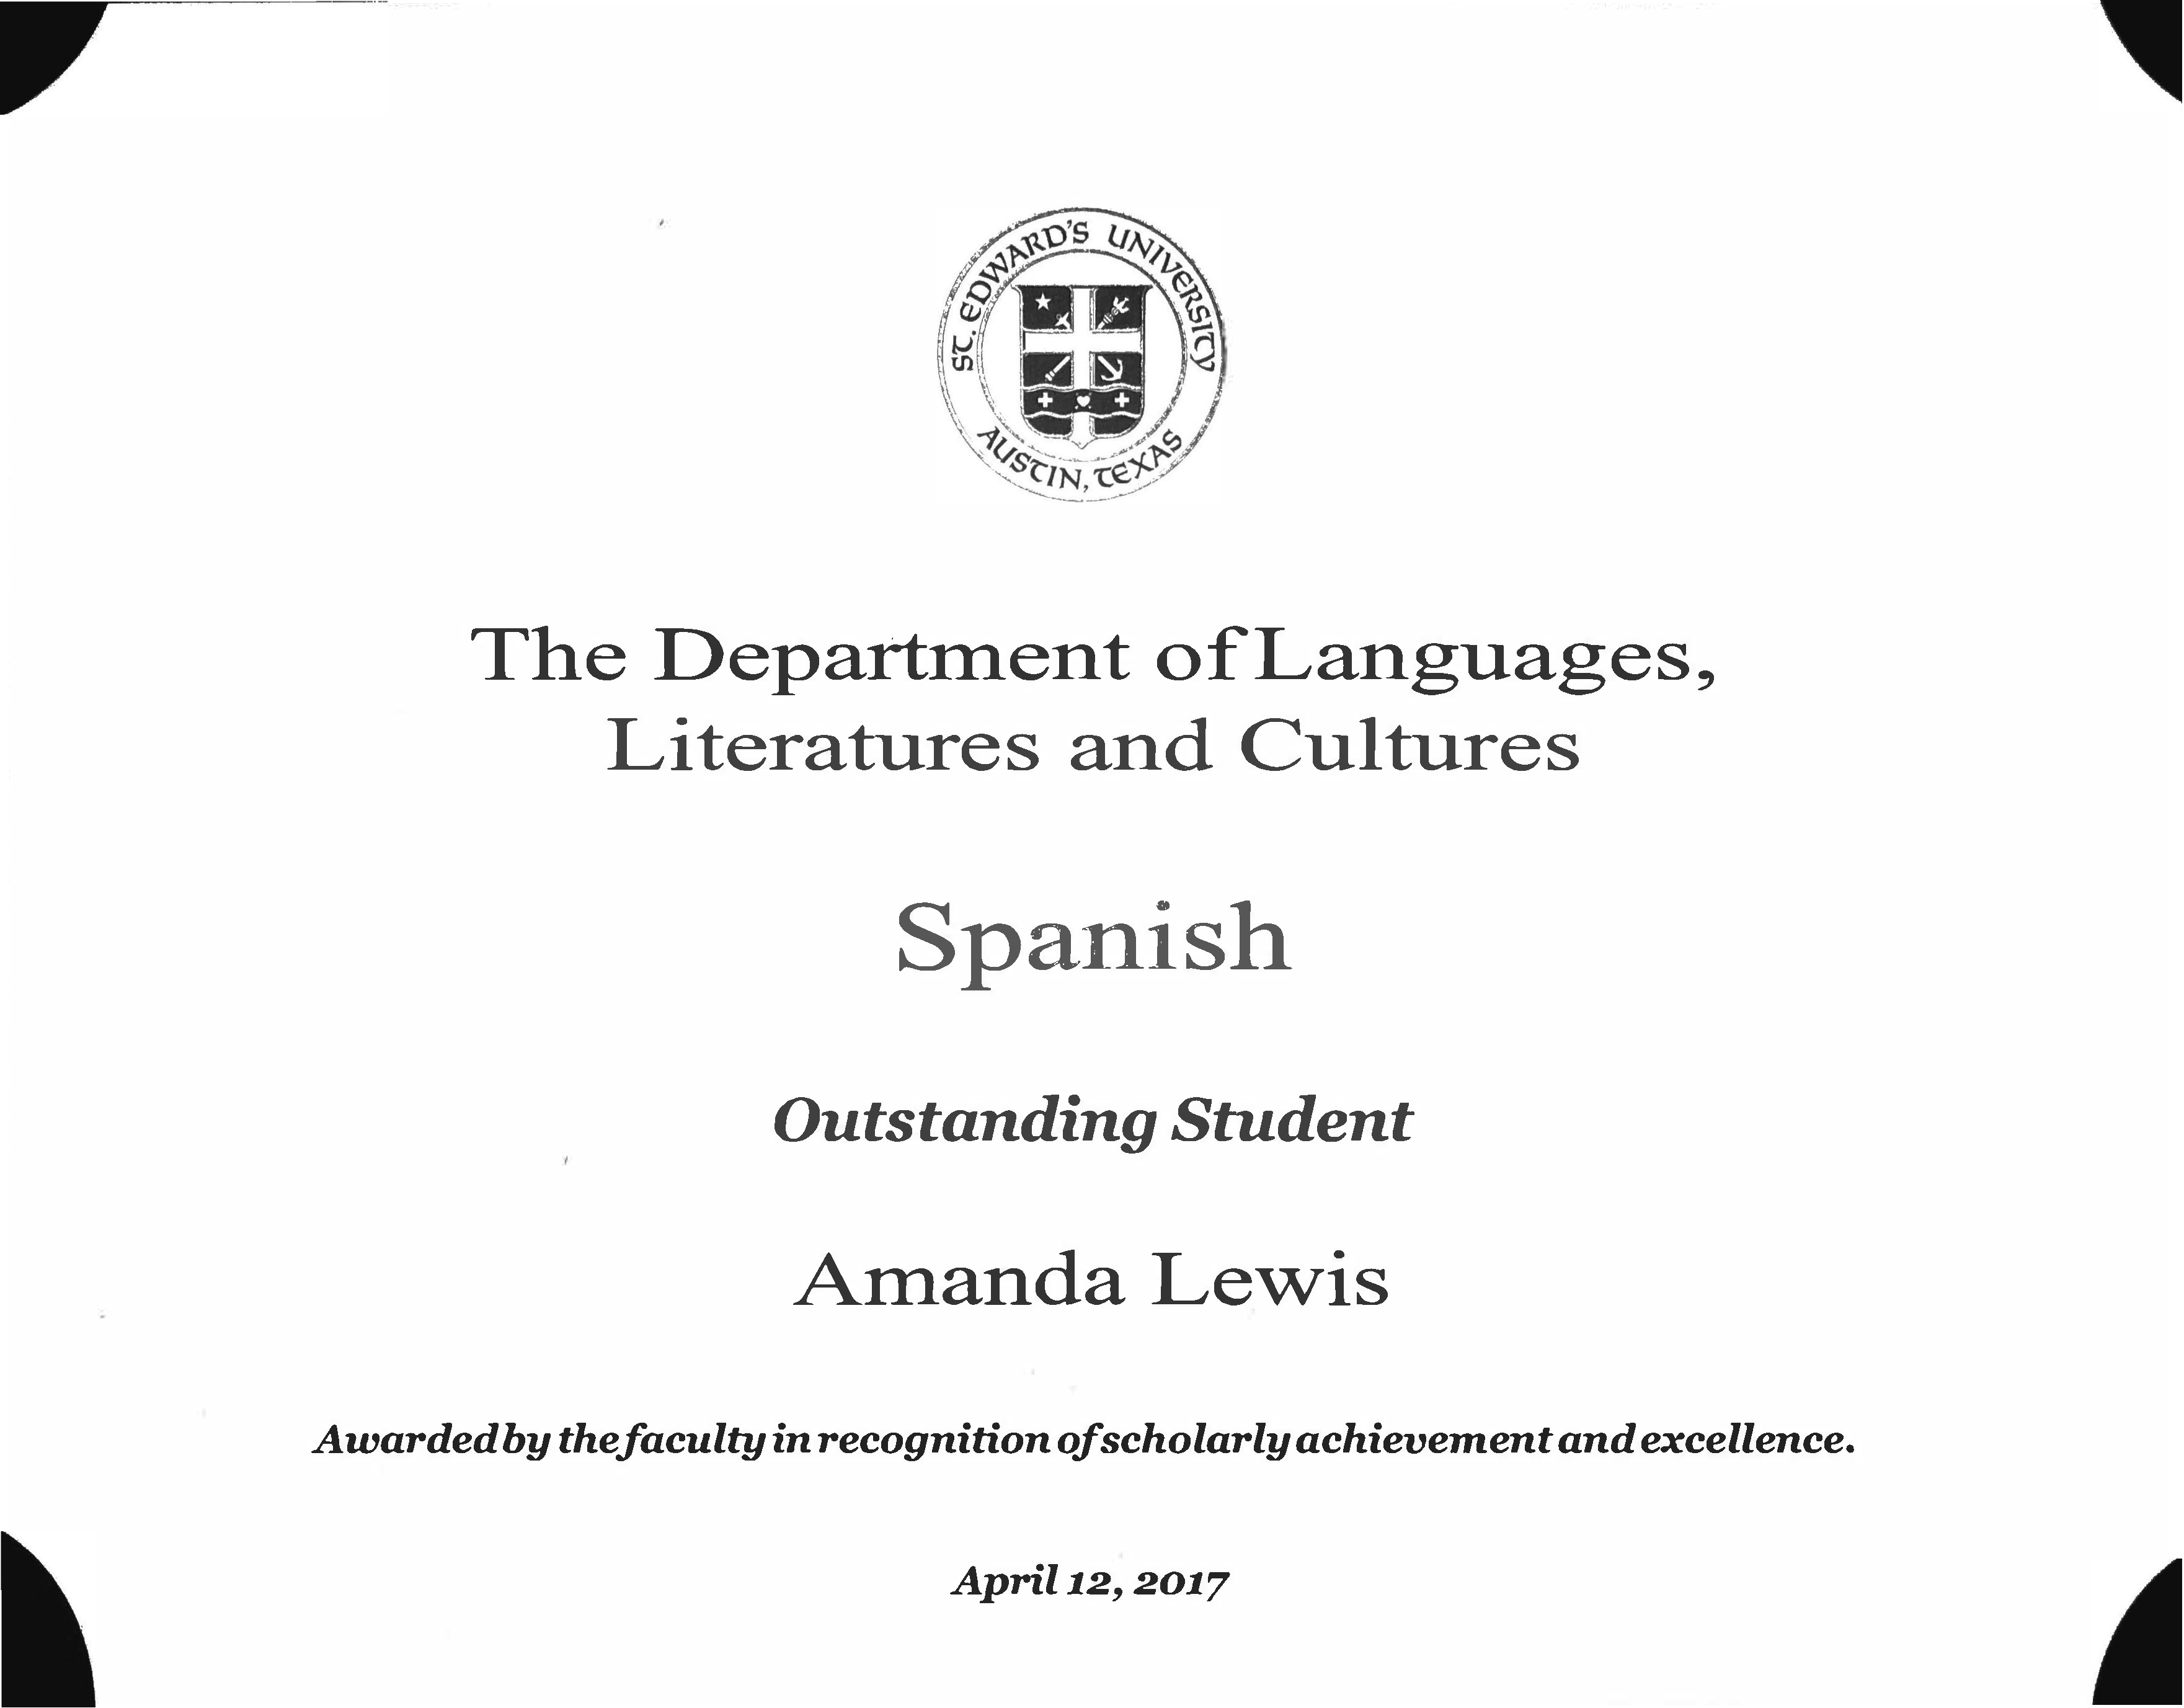 ST. EDWARD'S UNIVERSITY
AUSTIN, TEXAS
The Department of Languages,
Literatures and Cultures
Spanish
Outstanding Student
Amanda Lewis
Awarded by the faculty in recognition of scholarly achievement and excellence.
April 12, 2017